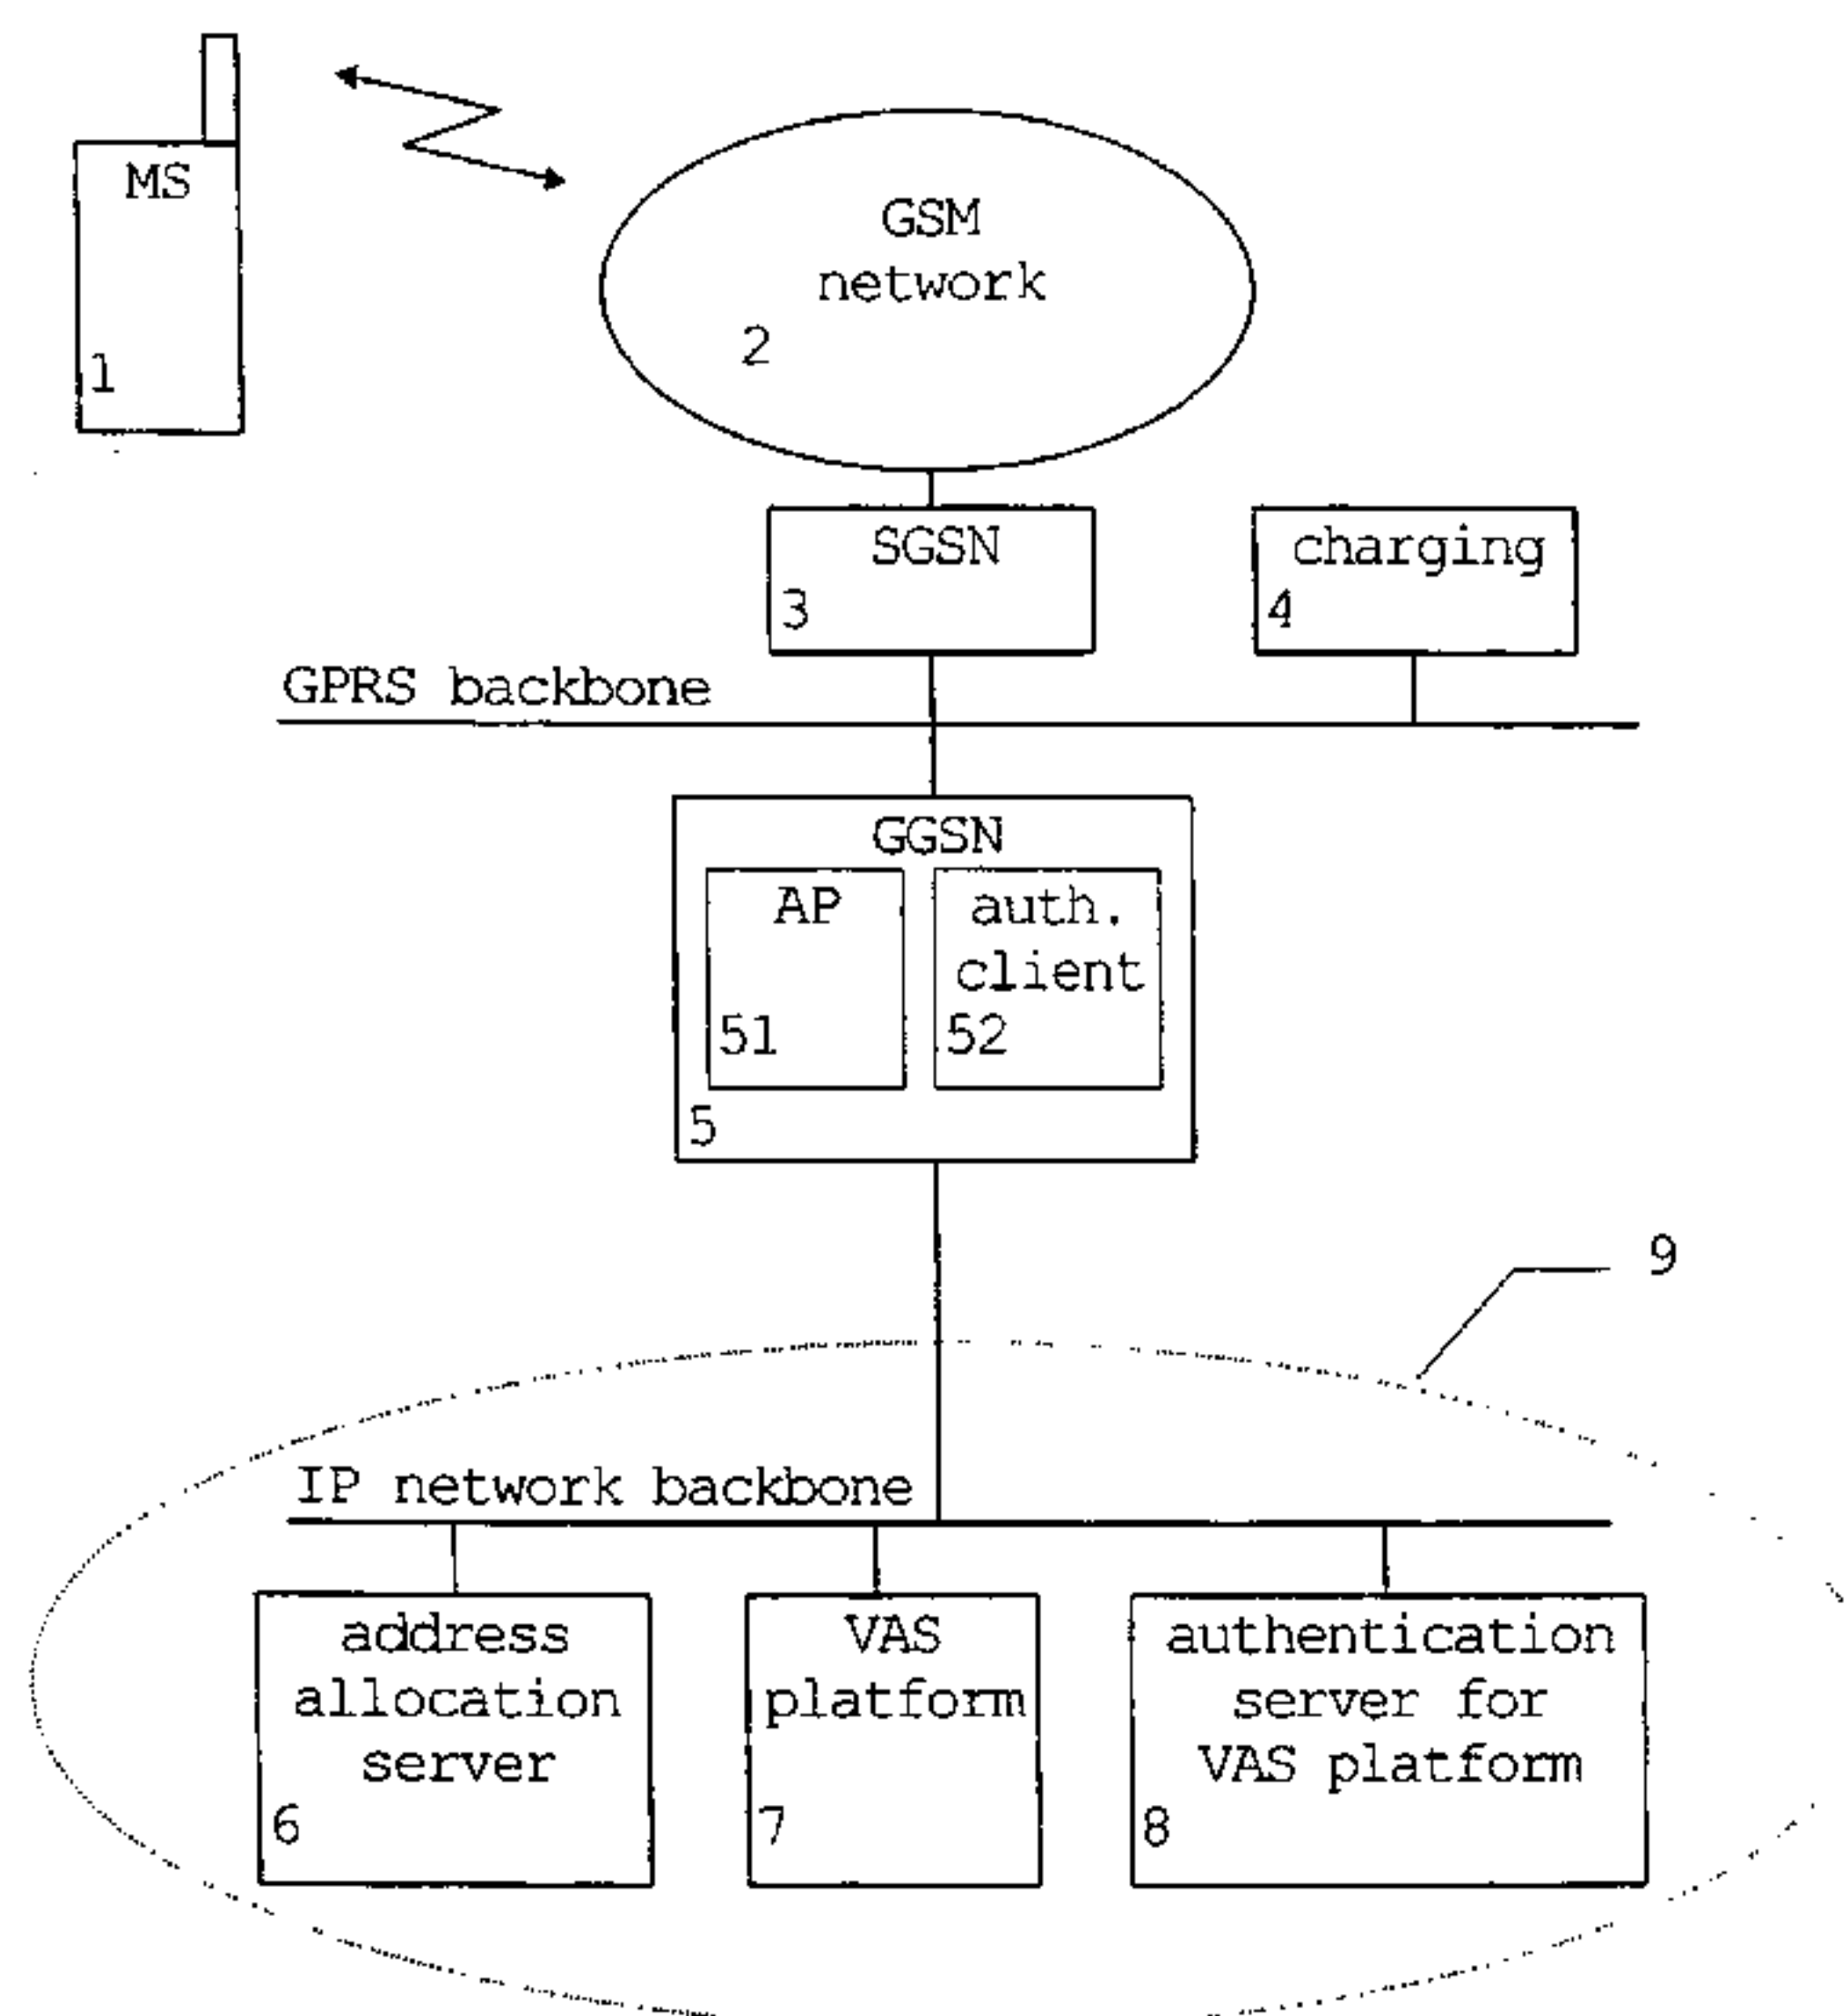 MS
1
GSM
network
2
SGSN
3
charging
4
GPRS backbone
GGSN
AP
51
auth.
client
52
5
9
IP network backbone
address
allocation
server
6
VAS
platform
7
authentication
server for
VAS platform
8